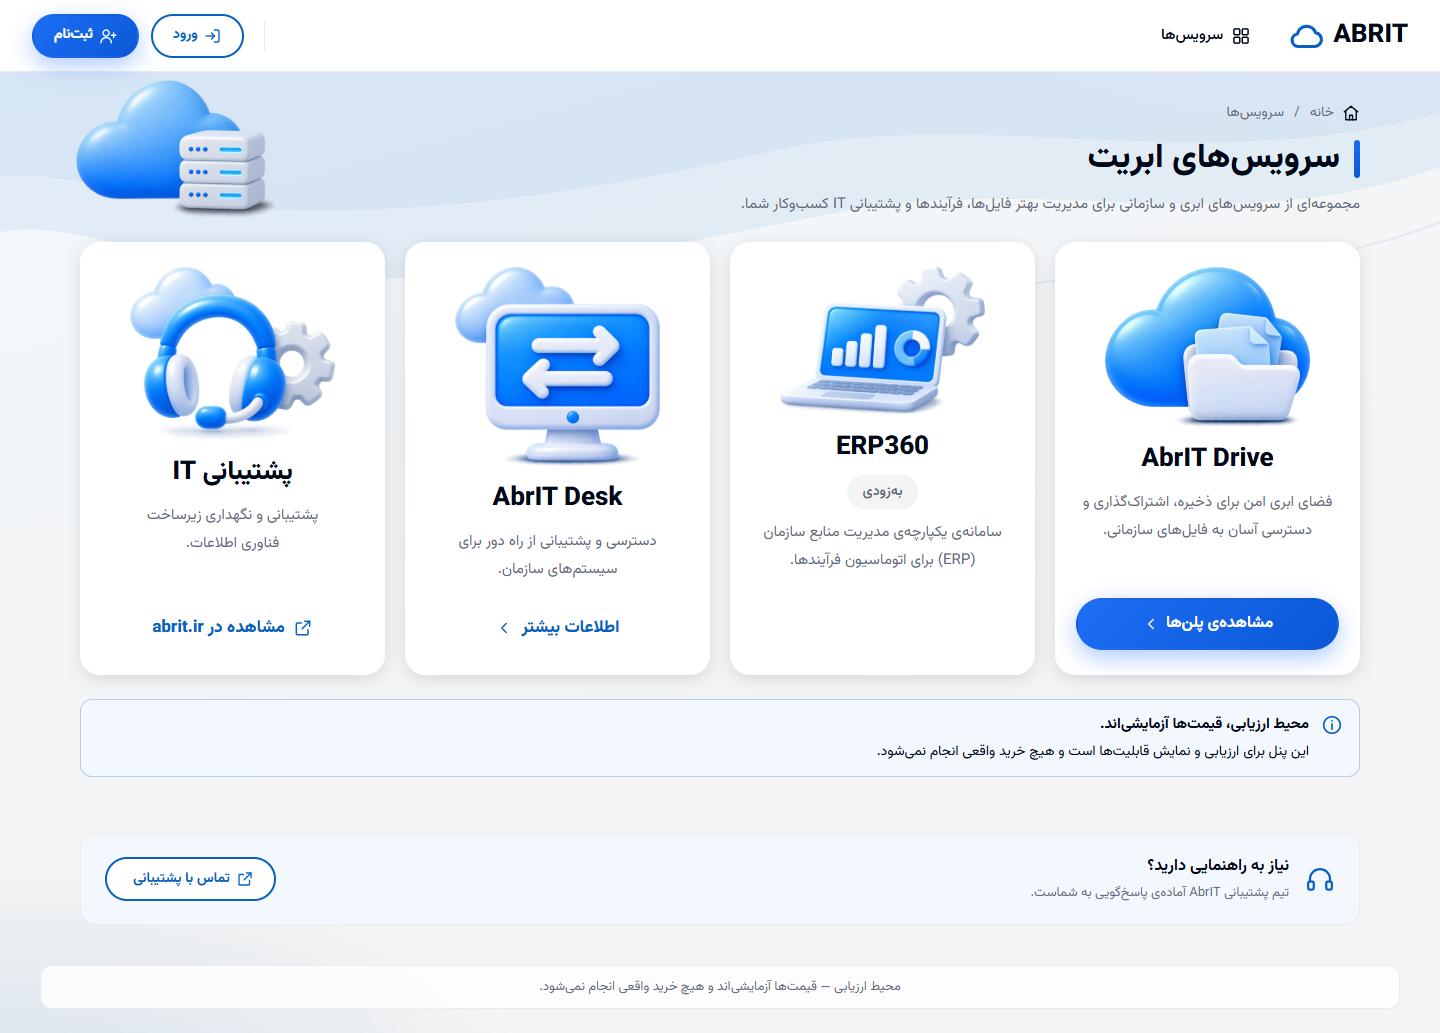 ABRIT
سرویس‌ها
ورود
ثبت‌نام
خانه / سرویس‌ها
سرویس‌های ابریت
مجموعه‌ای از سرویس‌های ابری و سازمانی برای مدیریت بهتر فایل‌ها، فرآیندها و پشتیبانی IT کسب‌وکار شما.
AbrIT Drive
فضای ابری امن برای ذخیره، اشتراک‌گذاری و
دسترسی آسان به فایل‌های سازمانی.
مشاهده‌ی پلن‌ها
ERP360
به‌زودی
سامانه‌ی یکپارچه‌ی مدیریت منابع سازمان
(ERP) برای اتوماسیون فرآیندها.
AbrIT Desk
دسترسی و پشتیبانی از راه دور برای
سیستم‌های سازمان.
اطلاعات بیشتر
پشتیبانی IT
پشتیبانی و نگهداری زیرساخت
فناوری اطلاعات.
مشاهده در abrit.ir
محیط ارزیابی، قیمت‌ها آزمایشی‌اند.
این پنل برای ارزیابی و نمایش قابلیت‌ها است و هیچ خرید واقعی انجام نمی‌شود.
نیاز به راهنمایی دارید؟
تیم پشتیبانی AbrIT آماده‌ی پاسخ‌گویی به شماست.
تماس با پشتیبانی
محیط ارزیابی — قیمت‌ها آزمایشی‌اند و هیچ خرید واقعی انجام نمی‌شود.